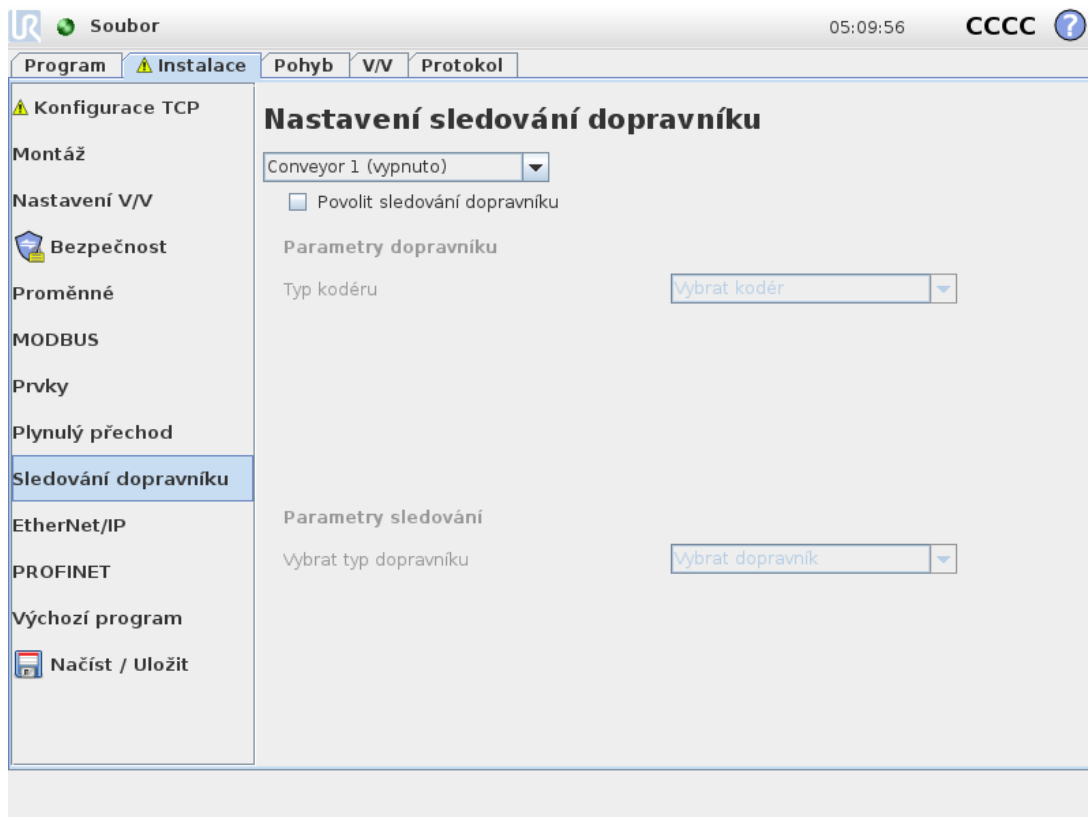 UR Soubor 05:09:56 CCCC ?
Program Instalace Pohyb V/V Protokol
Konfigurace TCP
Montáž
Nastavení V/V
Bezpečnost
Proměnné
MODBUS
Prvky
Plynulý přechod
Sledování dopravníku
EtherNet/IP
PROFINET
Výchozí program
Načíst / Uložit
Nastavení sledování dopravníku
Conveyor 1 (vypnuto)
Povolit sledování dopravníku
Parametry dopravníku
Typ kodéru Vybrat kodér
Parametry sledování
Vybrat typ dopravníku Vybrat dopravník